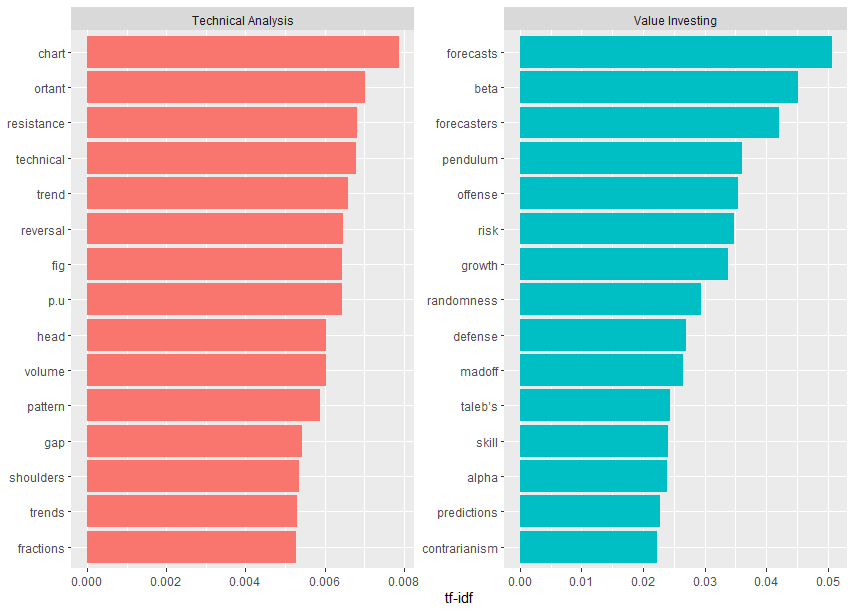 Technical Analysis
chart
ortant
resistance
technical
trend
reversal
fig
p.u
head
volume
pattern
gap
shoulders
trends
fractions
0.000 0.002 0.004 0.006 0.008
Value Investing
forecasts
beta
forecasters
pendulum
offense
risk
growth
randomness
defense
madoff
taleb's
skill
alpha
predictions
contrarianism
0.00 0.01 0.02 0.03 0.04 0.05
tf-idf